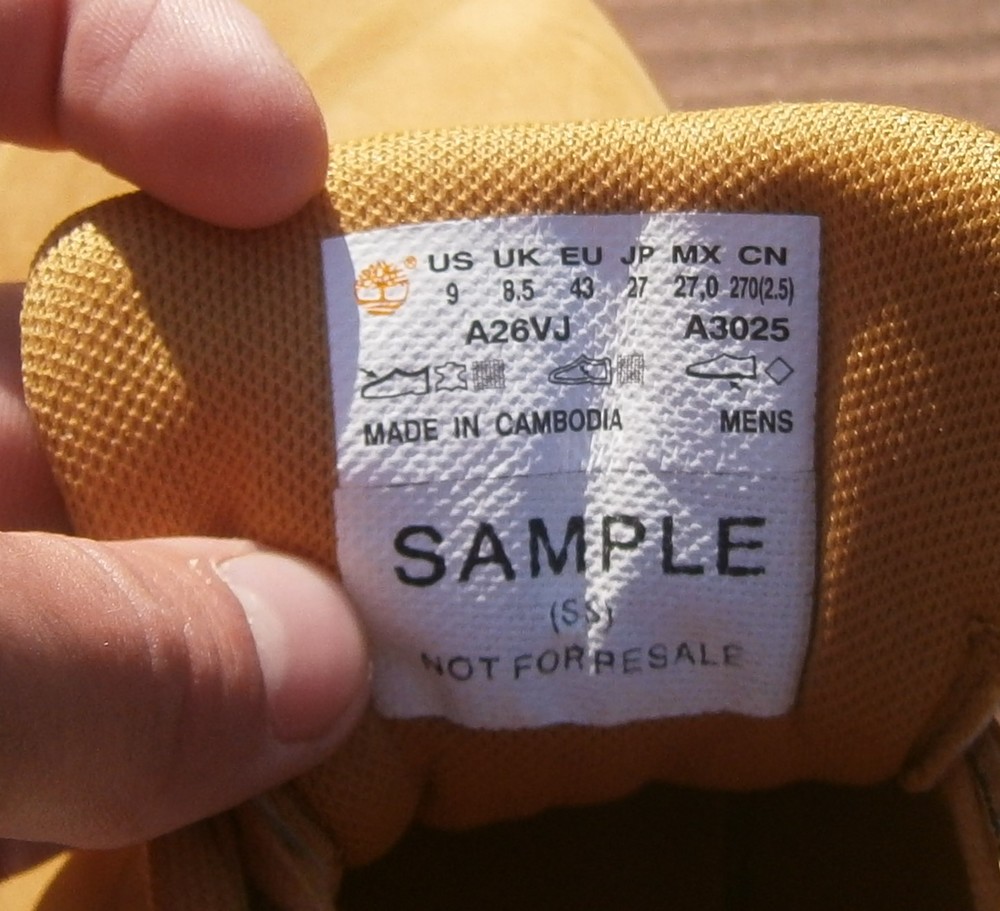 US UK EU JP MX CN
9 8.5 43 27 27,0 270(2.5)
A26VJ A3025
MADE IN CAMBODIA MENS
SAMPLE
(SS)
NOT FOR RESALE